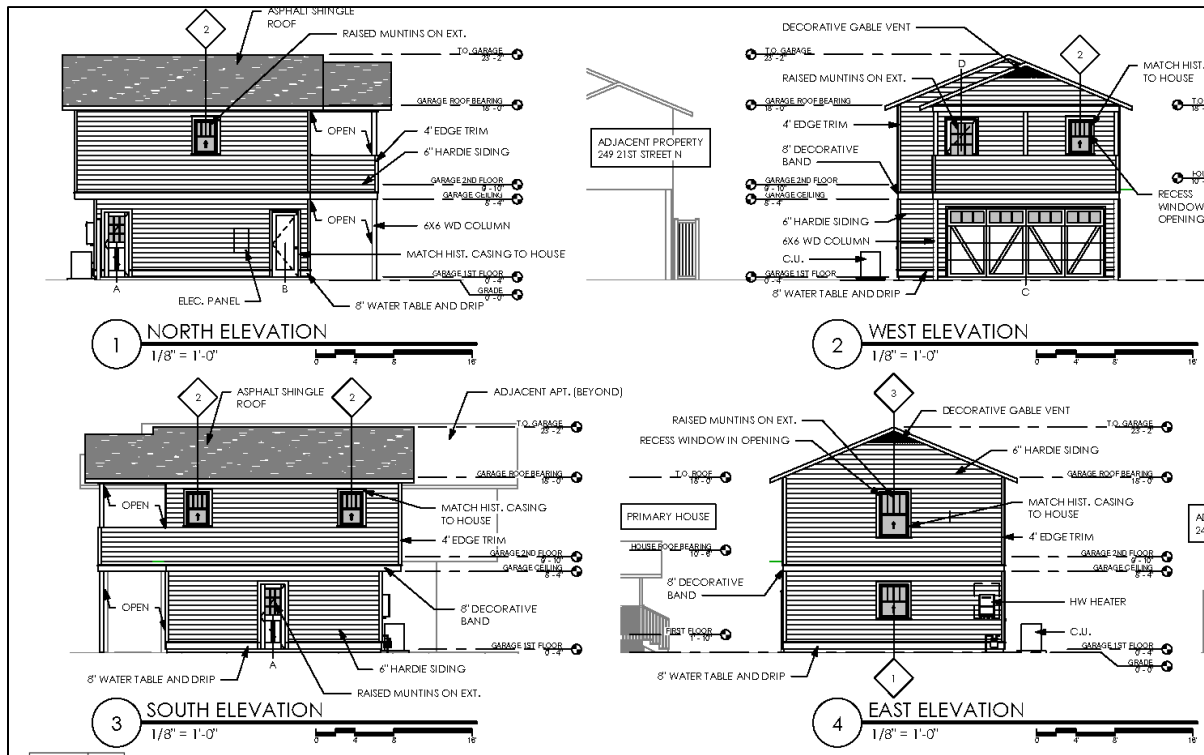 ASPHALT SHINGLE
ROOF
2
RAISED MUNTINS ON EXT.
T.O. GARAGE
23' - 2"
GARAGE ROOF BEARING
18' - 0"
OPEN
4" EDGE TRIM
6" HARDIE SIDING
GARAGE 2ND FLOOR
9' - 10"
GARAGE CEILING
8' - 4"
OPEN
6X6 WD COLUMN
MATCH HIST. CASING TO HOUSE
GARAGE 1ST FLOOR
0' - 4"
A
B
ELEC. PANEL
GRADE
0' - 0"
8" WATER TABLE AND DRIP
1
NORTH ELEVATION
1/8" = 1'-0"
0 4' 8' 16'
ADJACENT PROPERTY
249 21ST STREET N
DECORATIVE GABLE VENT
T.O. GARAGE
23' - 2"
D
2
RAISED MUNTINS ON EXT.
MATCH HIST.
TO HOUSE
GARAGE ROOF BEARING
18' - 0"
4" EDGE TRIM
8" DECORATIVE
BAND
GARAGE 2ND FLOOR
9' - 10"
GARAGE CEILING
8' - 4"
RECESS
WINDOW
OPENING
6" HARDIE SIDING
6X6 WD COLUMN
C.U.
GARAGE 1ST FLOOR
0' - 4"
8" WATER TABLE AND DRIP
C
2
WEST ELEVATION
1/8" = 1'-0"
0 4' 8' 16'
2
2
ASPHALT SHINGLE
ROOF
ADJACENT APT. (BEYOND)
T.O. GARAGE
23' - 2"
GARAGE ROOF BEARING
18' - 0"
OPEN
MATCH HIST. CASING
TO HOUSE
4" EDGE TRIM
GARAGE 2ND FLOOR
9' - 10"
GARAGE CEILING
8' - 4"
OPEN
8" DECORATIVE
BAND
GARAGE 1ST FLOOR
0' - 4"
A
6" HARDIE SIDING
8" WATER TABLE AND DRIP
RAISED MUNTINS ON EXT.
3
SOUTH ELEVATION
1/8" = 1'-0"
0 4' 8' 16'
3
RAISED MUNTINS ON EXT.
DECORATIVE GABLE VENT
RECESS WINDOW IN OPENING
T.O. GARAGE
23' - 2"
6" HARDIE SIDING
T.O. ROOF
18' - 0"
GARAGE ROOF BEARING
18' - 0"
PRIMARY HOUSE
MATCH HIST. CASING
TO HOUSE
4" EDGE TRIM
HOUSE ROOF BEARING
GARAGE 2ND FLOOR
9' - 10"
GARAGE CEILING
8' - 4"
8" DECORATIVE
BAND
HW HEATER
C.U.
FIRST FLOOR
1' - 10"
GARAGE 1ST FLOOR
0' - 4"
GRADE
0' - 0"
8" WATER TABLE AND DRIP
1
4
EAST ELEVATION
1/8" = 1'-0"
0 4' 8' 16'